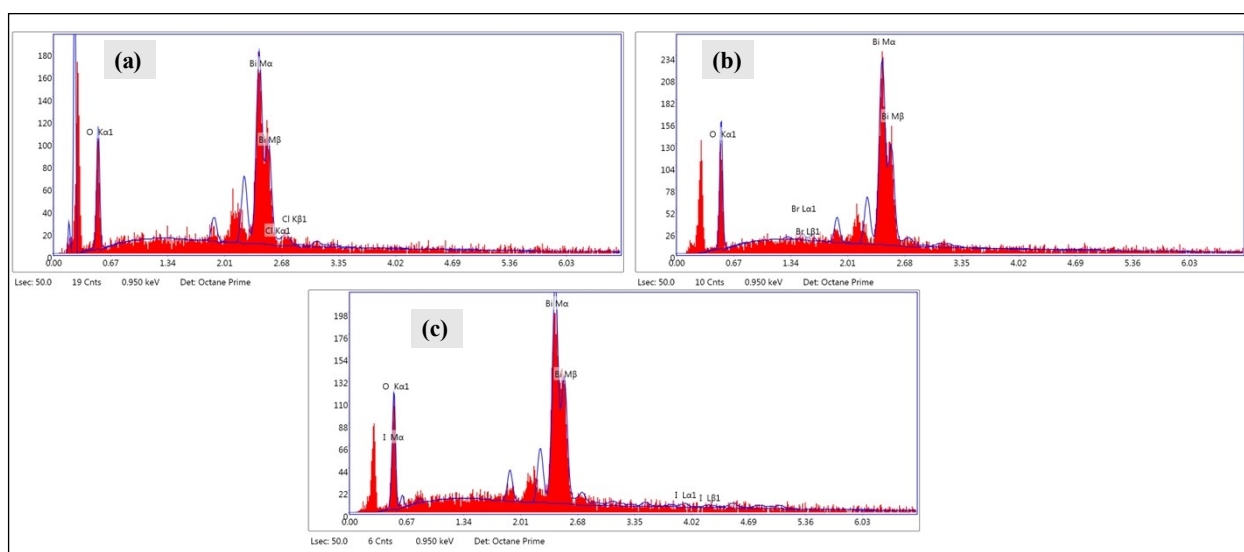 (a)
180
160
140
120
100
80
60
40
20
0
Bi Mα
O Kα1
Bi Mβ
Cl Kβ1
Cl Kα1
0.00 0.67 1.34 2.01 2.68 3.35 4.02 4.69 5.36 6.03
Lsec: 50.0 19 Cnts 0.950 keV Det: Octane Prime
(b)
234
208
182
156
130
104
78
52
26
0
Bi Mα
Bi Mβ
O Kα1
Br Lα1
Br Lβ1
0.00 0.67 1.34 2.01 2.68 3.35 4.02 4.69 5.36 6.03
Lsec: 50.0 10 Cnts 0.950 keV Det: Octane Prime
(c)
198
176
154
132
110
88
66
44
22
0
Bi Mα
Bi Mβ
O Kα1
I Mα
I Lα1
I Lβ1
0.00 0.67 1.34 2.01 2.68 3.35 4.02 4.69 5.36 6.03
Lsec: 50.0 6 Cnts 0.950 keV Det: Octane Prime